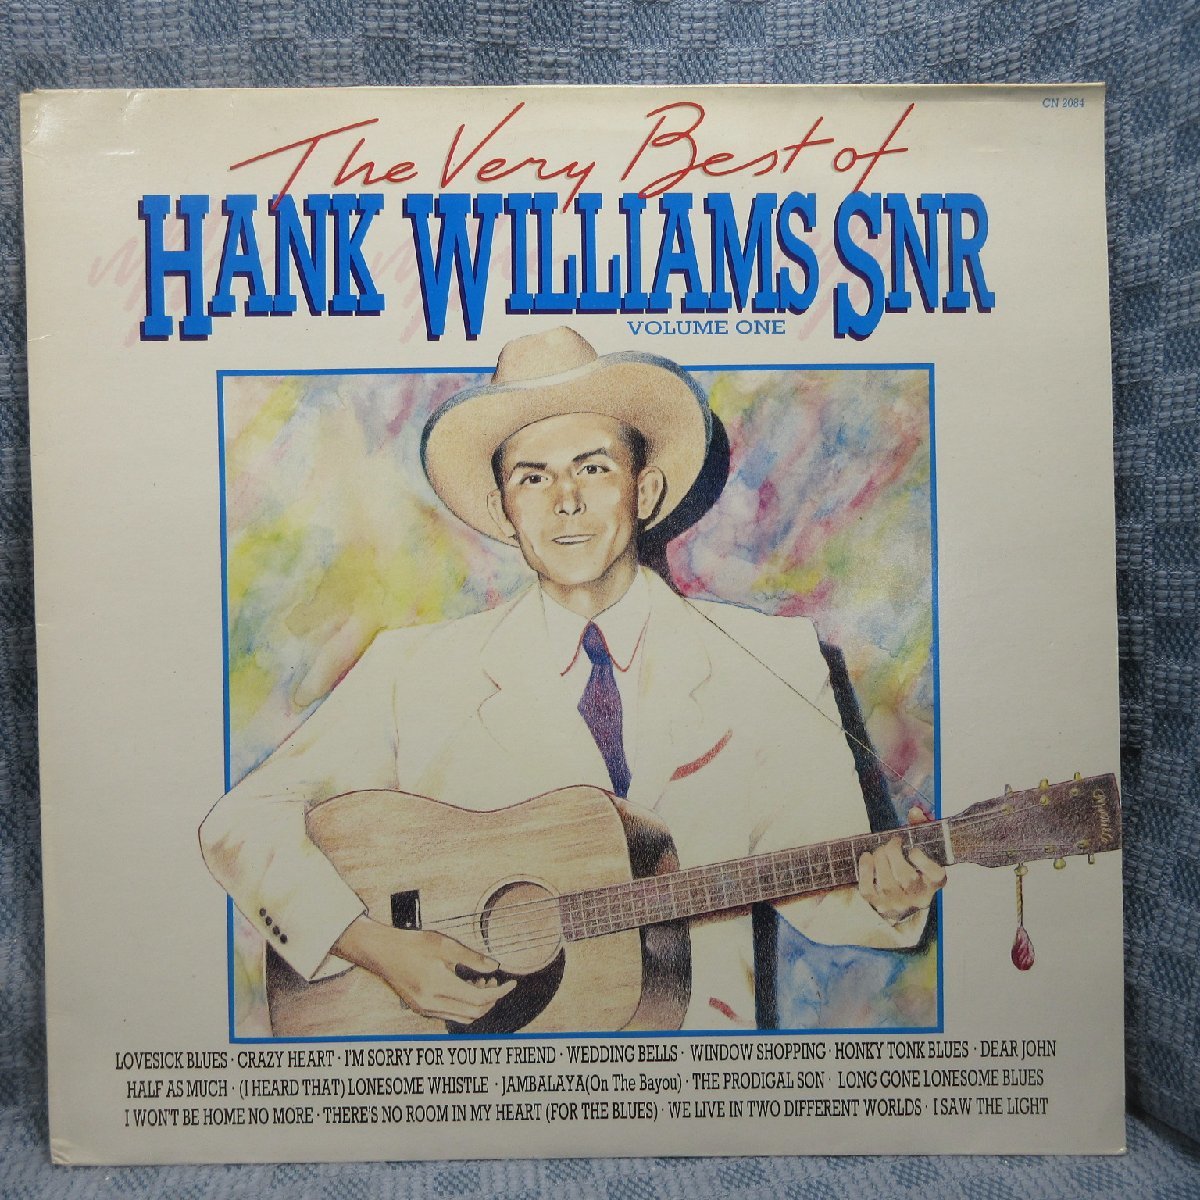 CN 2084
The Very Best of
HANK WILLIAMS SNR
VOLUME ONE
LOVESICK BLUES · CRAZY HEART · I'M SORRY FOR YOU MY FRIEND · WEDDING BELLS · WINDOW SHOPPING · HONKY TONK BLUES · DEAR JOHN
HALF AS MUCH · (I HEARD THAT) LONESOME WHISTLE · JAMBALAYA (On The Bayou) · THE PRODIGAL SON · LONG GONE LONESOME BLUES
I WON'T BE HOME NO MORE · THERE'S NO ROOM IN MY HEART (FOR THE BLUES) · WE LIVE IN TWO DIFFERENT WORLDS · I SAW THE LIGHT